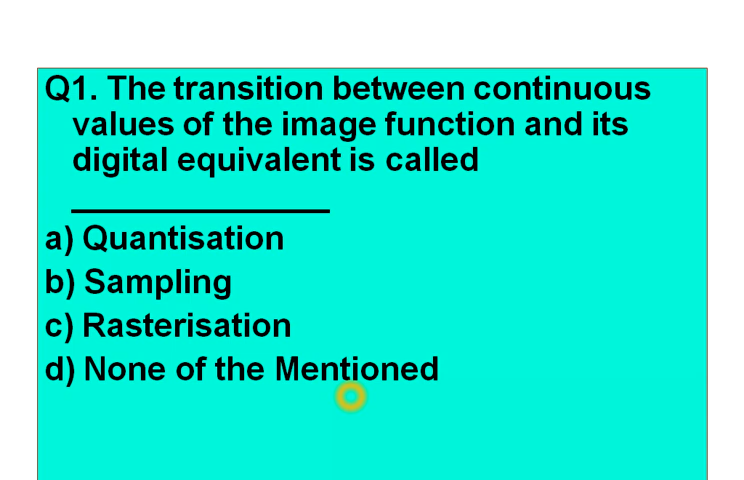 Q1. The transition between continuous
values of the image function and its
digital equivalent is called
_______________
a) Quantisation
b) Sampling
c) Rasterisation
d) None of the Mentioned